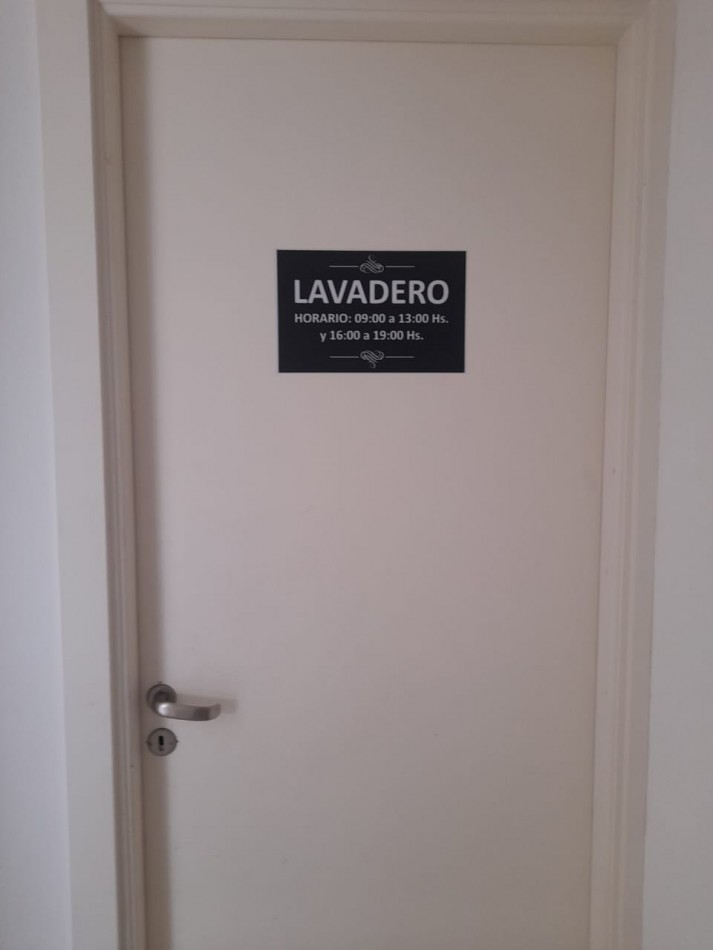 LAVADERO
HORARIO: 09:00 a 13:00 Hs.
y 16:00 a 19:00 Hs.